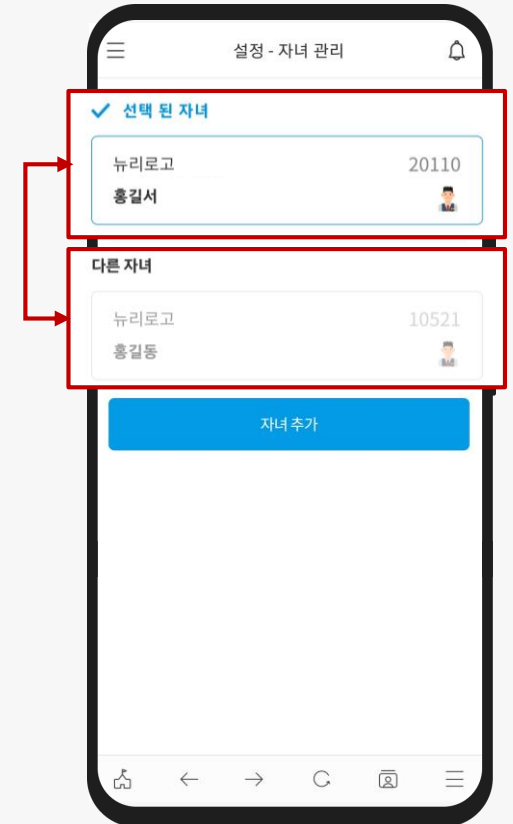 설정 - 자녀 관리
선택 된 자녀
뉴리로고 20110
홍길서
다른 자녀
뉴리로고 10521
홍길동
자녀 추가